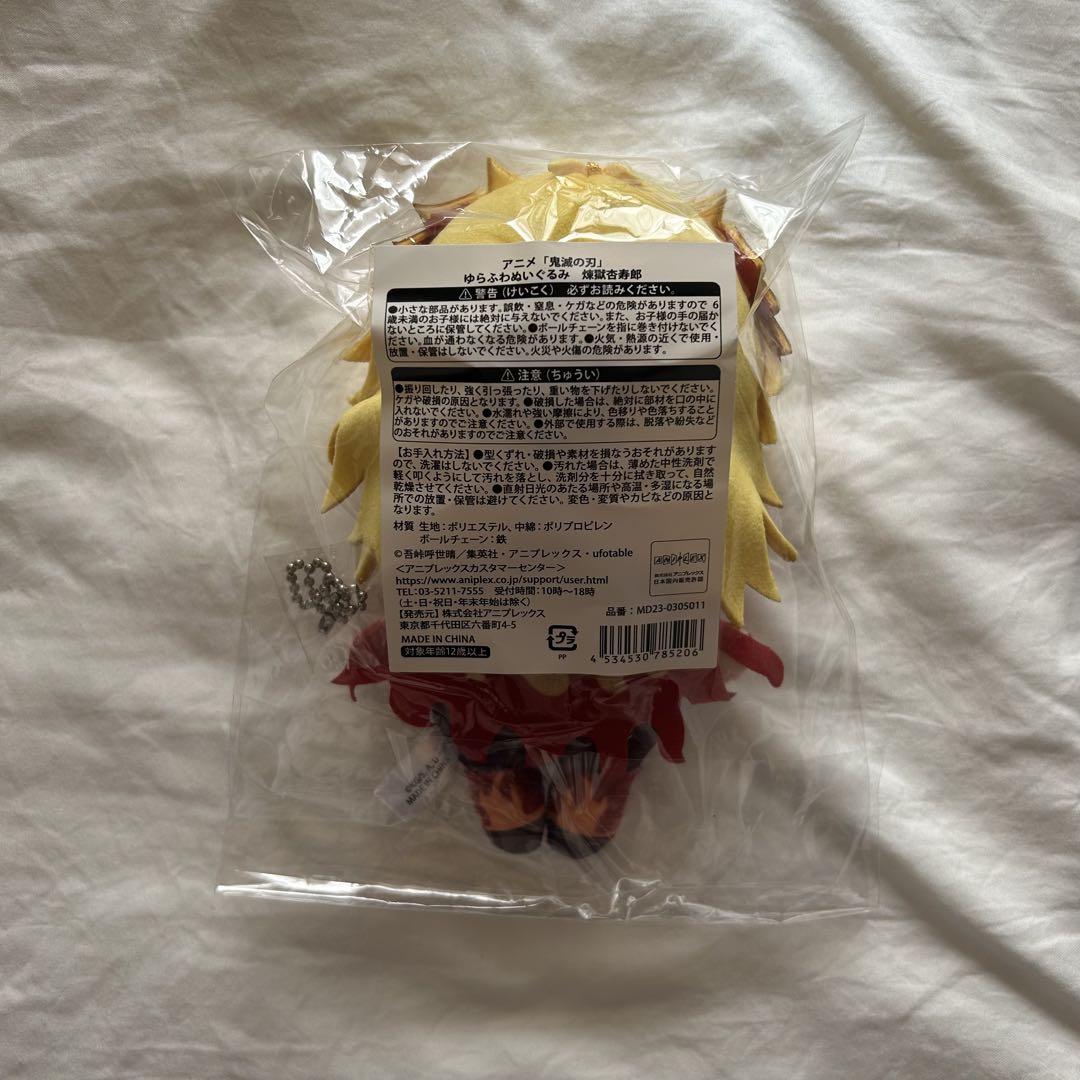 アニメ「鬼滅の刃」
ゆらふわぬいぐるみ 煉獄杏寿郎
⚠警告(けいこく) 必ずお読みください。
●小さな部品があります。誤飲・窒息・ケガなどの危険がありますので 6
歳未満のお子様には絶対に与えないでください。また、お子様の手の届か
ないところに保管してください。●ボールチェーンを指に巻き付けないでく
ださい。血が通わなくなる危険があります。●火気・熱源の近くで使用・
放置・保管はしないでください。火災や火傷の危険があります。
⚠注意(ちゅうい)
●振り回したり、強く引っ張ったり、重い物を下げたりしないでください。
ケガや破損の原因となります。●破損した場合は、絶対に部材を口の中に
入れないでください。●水濡れや強い摩擦により、色移りや色落ちすること
がありますのでご注意ください。●外部で使用する際は、脱落や紛失など
のおそれがありますのでご注意ください。
【お手入れ方法】●型くずれ・破損や素材を損なうおそれがあります
ので、洗濯はしないでください。●汚れた場合は、薄めた中性洗剤で
軽く叩くようにして汚れを落とし、洗剤分を十分に拭き取って、自然
乾燥させてください。●直射日光のあたる場所や高温・多湿になる場
所での放置・保管は避けてください。変色・変質やカビなどの原因と
なります。
材質 生地:ポリエステル、中綿:ポリプロピレン
ボールチェーン:鉄
©吾峠呼世晴/集英社・アニプレックス・ufotable
<アニプレックスカスタマーセンター>
https://www.aniplex.co.jp/support/user.html
TEL:03-5211-7555 受付時間:10時～18時
(土・日・祝日・年末年始は除く)
【発売元】株式会社アニプレックス
東京都千代田区六番町4-5
MADE IN CHINA
対象年齢12歳以上
ANIPLEX
株式会社アニプレックス
日本国内販売許諾
品番:MD23-0305011
プラ
PP
4 534530 785206
MADE IN CHINA